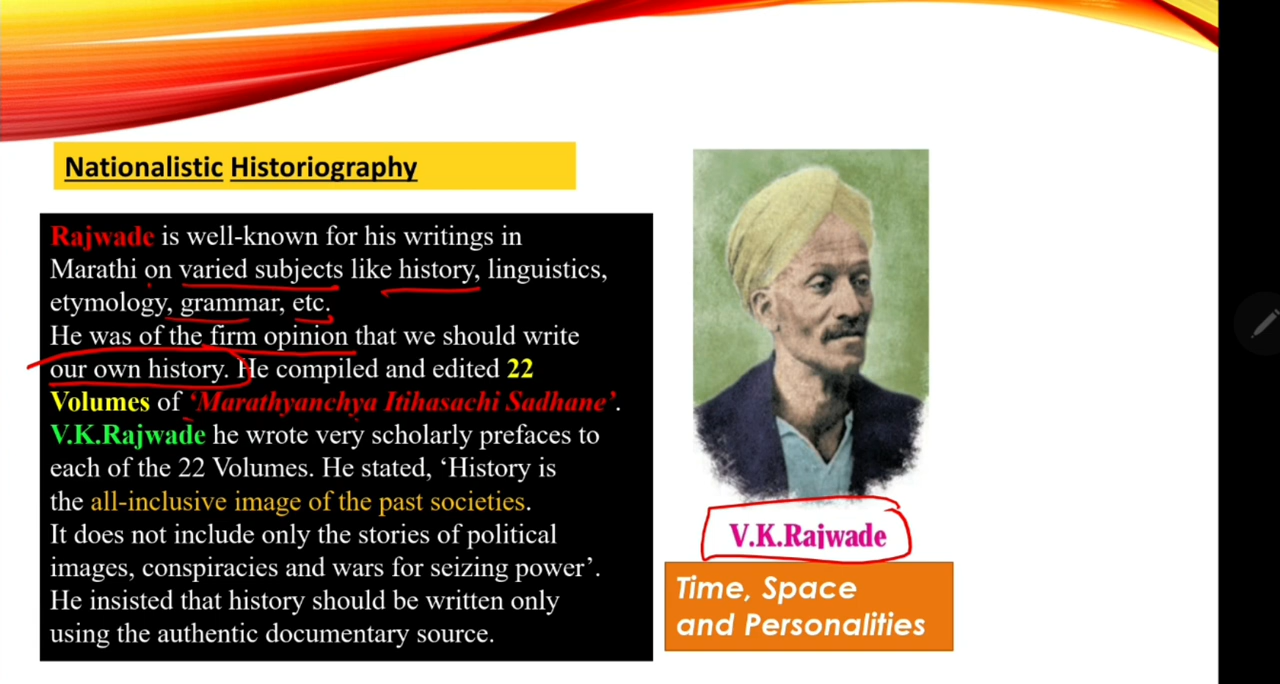 Nationalistic Historiography
Rajwade is well-known for his writings in
Marathi on varied subjects like history, linguistics,
etymology, grammar, etc.
He was of the firm opinion that we should write
our own history. He compiled and edited 22
Volumes of ‘Marathyanchya Itihasachi Sadhane’.
V.K.Rajwade he wrote very scholarly prefaces to
each of the 22 Volumes. He stated, ‘History is
the all-inclusive image of the past societies.
It does not include only the stories of political
images, conspiracies and wars for seizing power’.
He insisted that history should be written only
using the authentic documentary source.
V.K.Rajwade
Time, Space
and Personalities